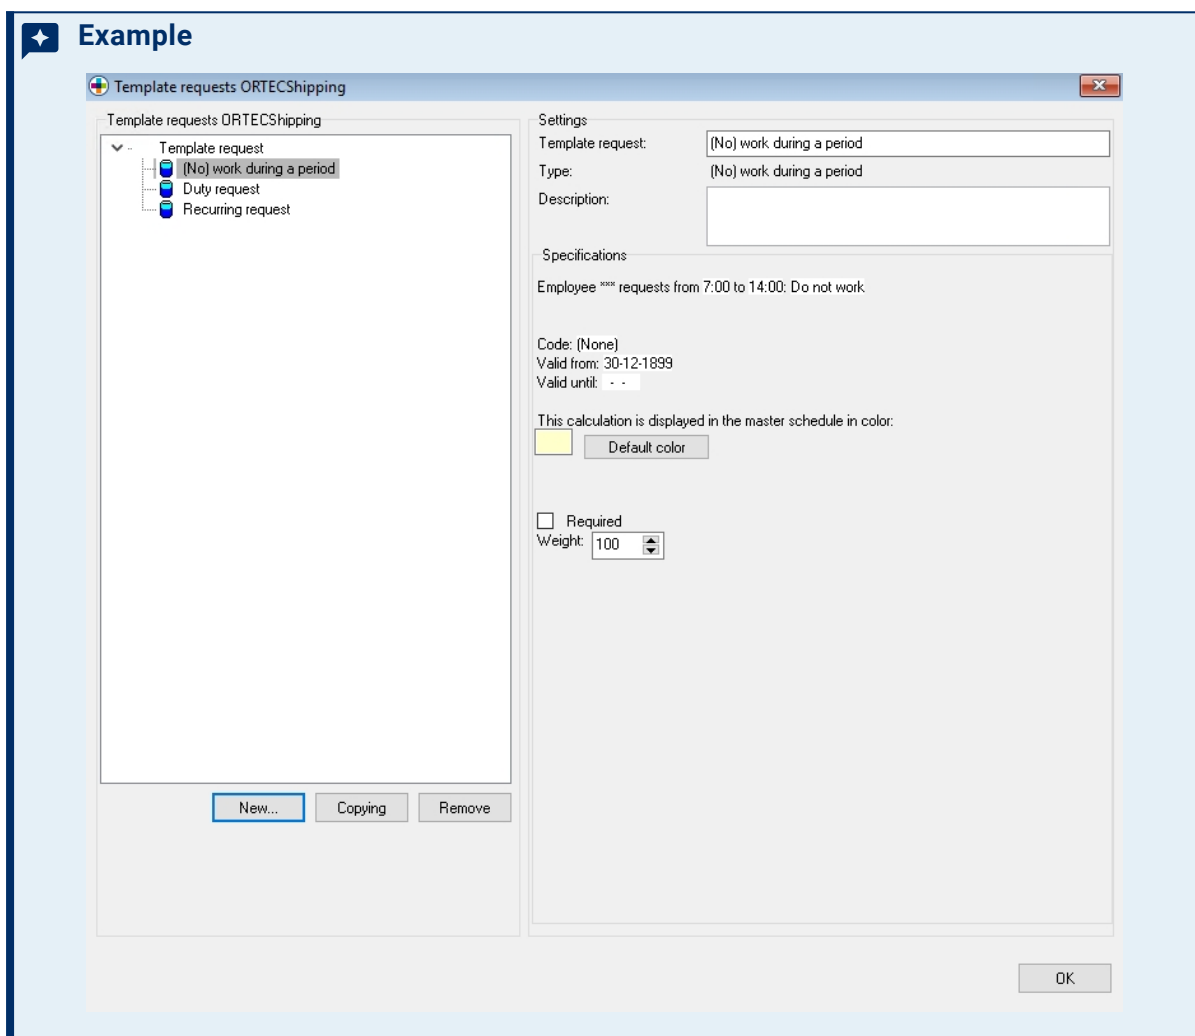 Example
Template requests ORTECShipping
Template requests ORTECShipping
Template request
(No) work during a period
Duty request
Recurring request
New...
Copying
Remove
Settings
Template request:
(No) work during a period
Type:
(No) work during a period
Description:
Specifications
Employee *** requests from 7:00 to 14:00: Do not work
Code: (None)
Valid from: 30-12-1899
Valid until: - -
This calculation is displayed in the master schedule in color:
Default color
Required
Weight: 100
OK